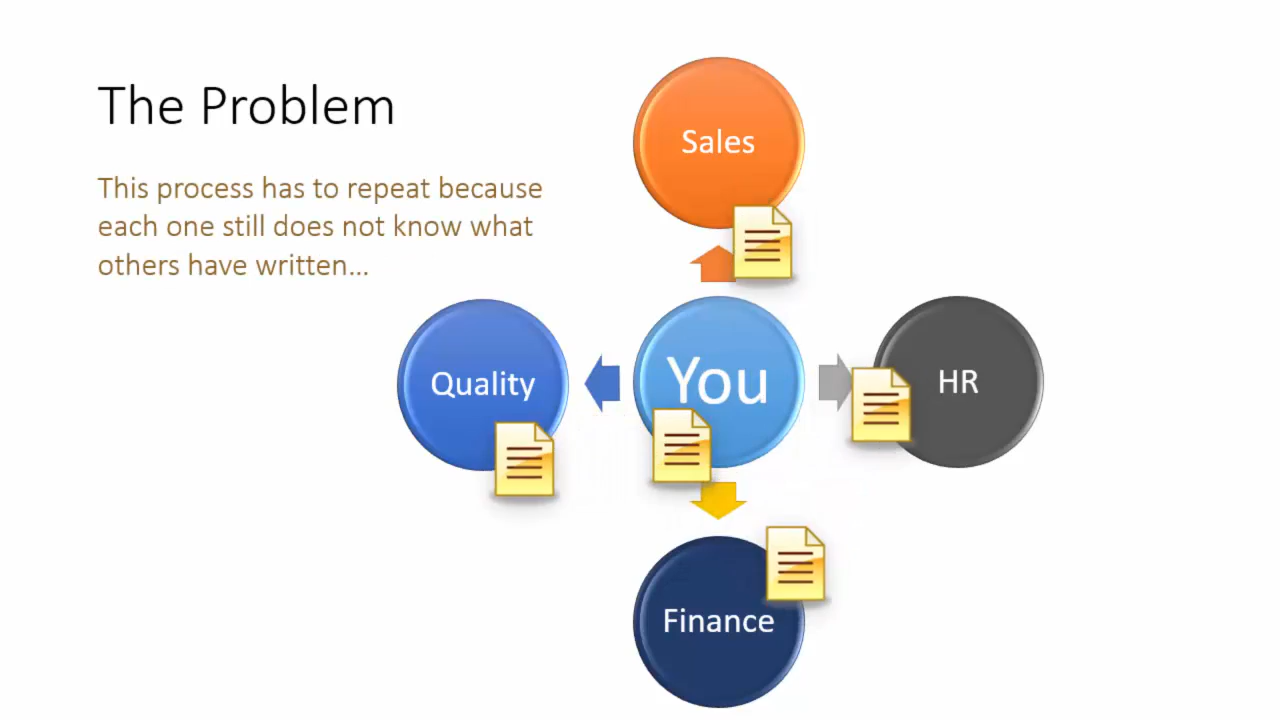 The Problem
This process has to repeat because
each one still does not know what
others have written...
Sales
Quality
You
HR
Finance